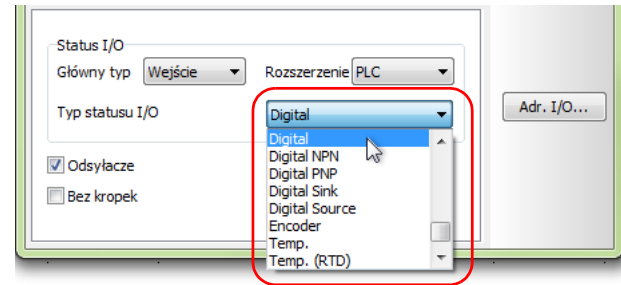 Status I/O
Główny typ Wejście Rozszerzenie PLC
Typ statusu I/O Digital Adr. I/O...
Digital
Digital NPN
Digital PNP
Digital Sink
Digital Source
Encoder
Temp.
Temp. (RTD)
Odsyłacze
Bez kropek